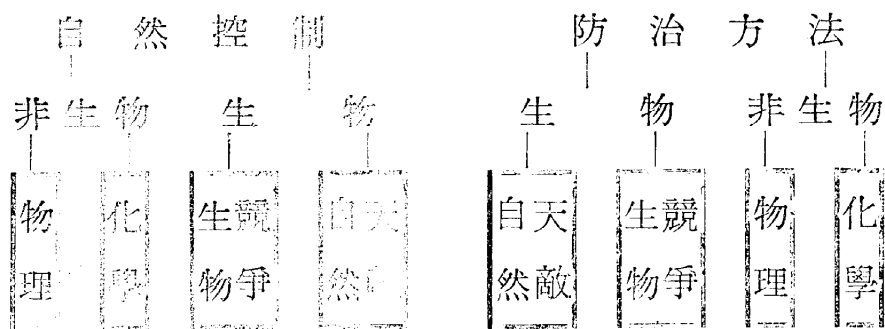 自然控制
防治方法
非生物
生物
生物
非生物
物理
化學
生物
競爭
自然
天敵
自然
天敵
生物
競爭
物理
化學